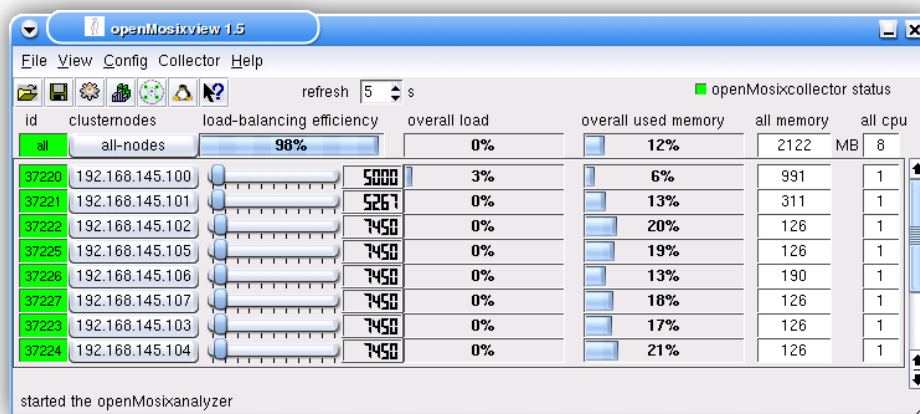 openMosixview 1.5
File View Config Collector Help
refresh 5 s openMosixcollector status
id clusternodes load-balancing efficiency overall load overall used memory all memory all cpu
all all-nodes 98% 0% 12% 2122 MB 8
37220 192.168.145.100 5000 3% 6% 991 1
37221 192.168.145.101 5267 0% 13% 311 1
37222 192.168.145.102 7450 0% 20% 126 1
37225 192.168.145.105 7450 0% 19% 126 1
37226 192.168.145.106 7450 0% 13% 190 1
37227 192.168.145.107 7450 0% 18% 126 1
37223 192.168.145.103 7450 0% 17% 126 1
37224 192.168.145.104 7450 0% 21% 126 1
started the openMosixanalyzer